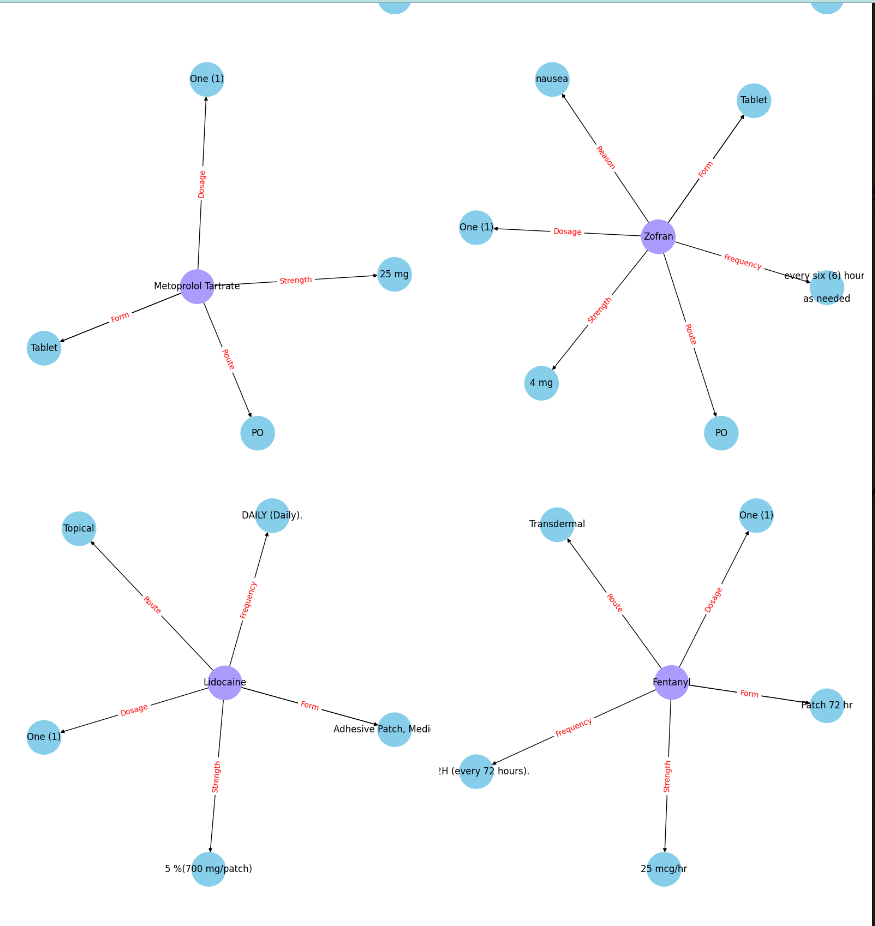 One (1)
Dosage
Metoprolol Tartrate
Strength
25 mg
Form
Tablet
Route
PO
nausea
Tablet
Reason
Form
One (1)
Dosage
Zofran
Frequency
every six (6) hour
as needed
Strength
Route
4 mg
PO
Topical
DAILY (Daily).
Route
Frequency
Lidocaine
Dosage
Form
One (1)
Adhesive Patch, Medi
Strength
5 %(700 mg/patch)
Transdermal
One (1)
Route
Dosage
Fentanyl
Form
Patch 72 hr
Frequency
H (every 72 hours).
Strength
25 mcg/hr